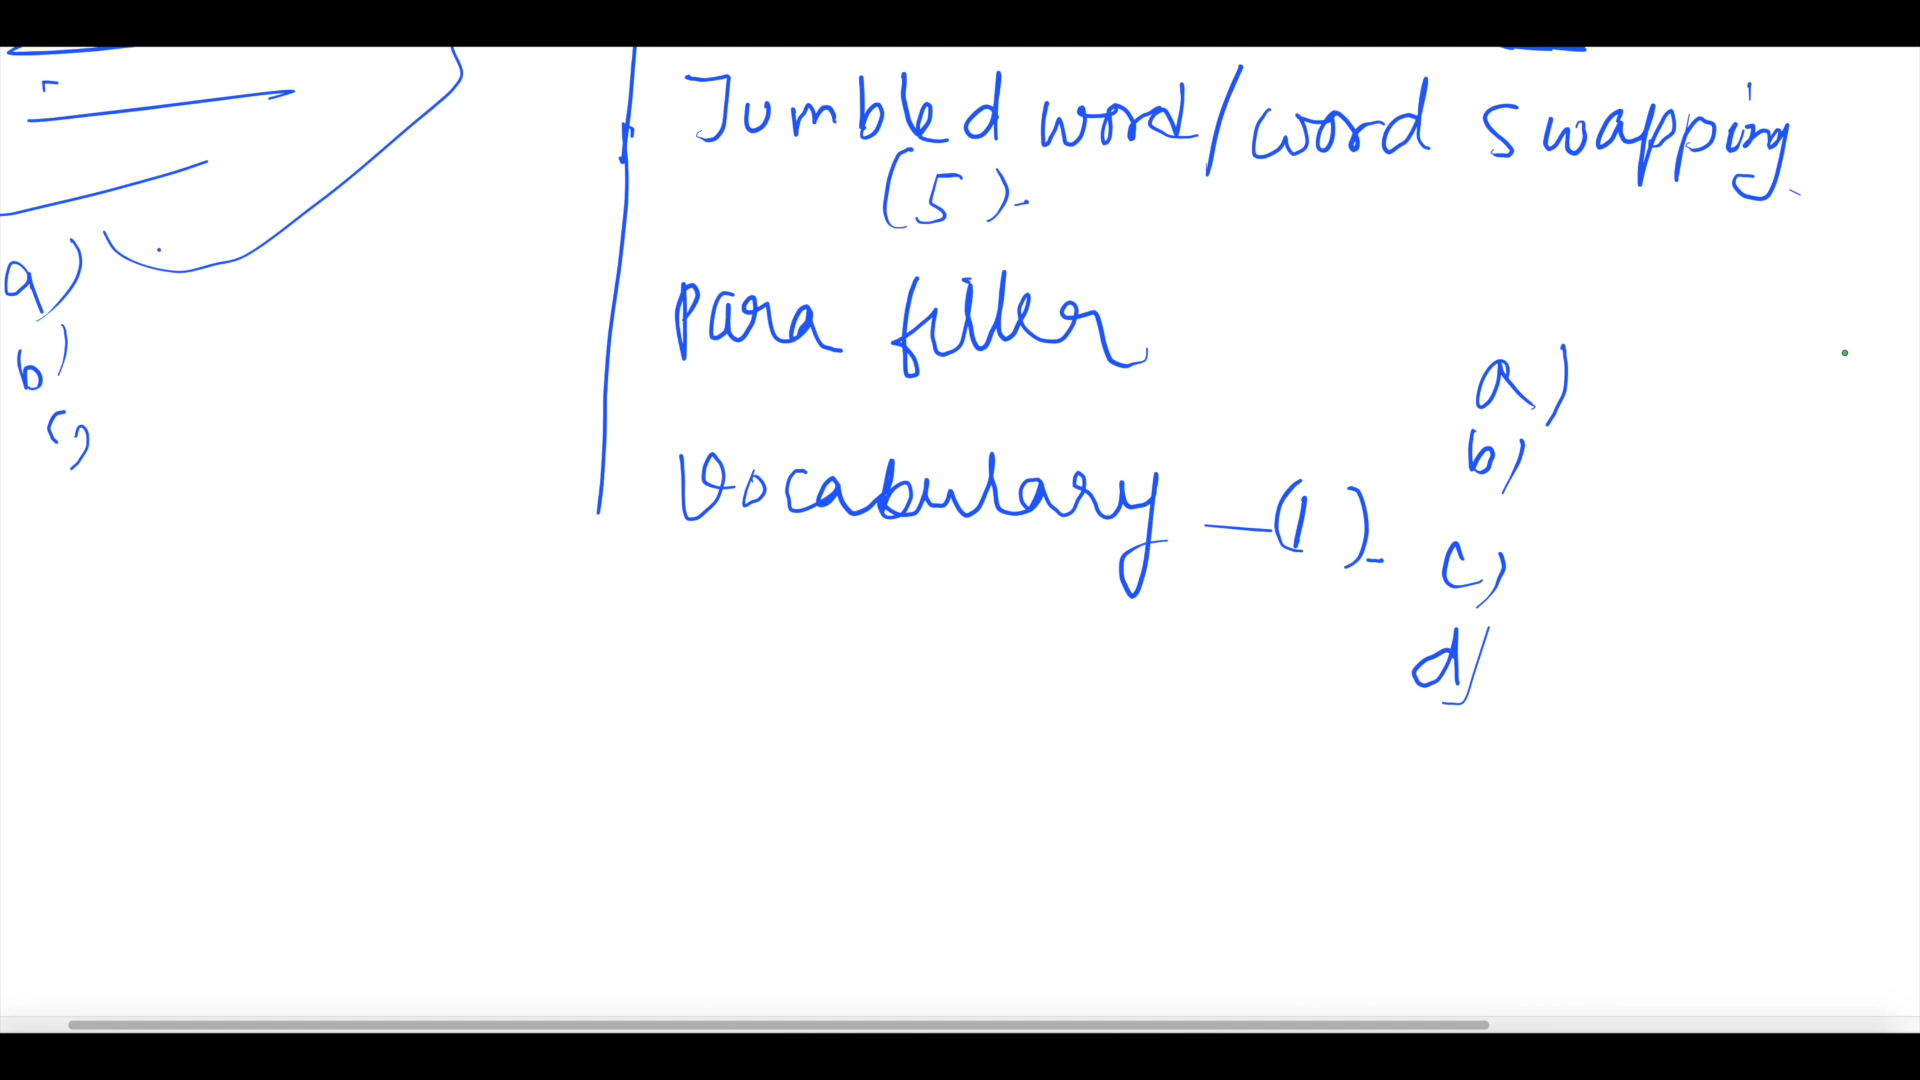 a)
b)
c)
Jumbled word/word swapping
(5).
Para filler
Vocabulary —(1).
a)
b)
c)
d)